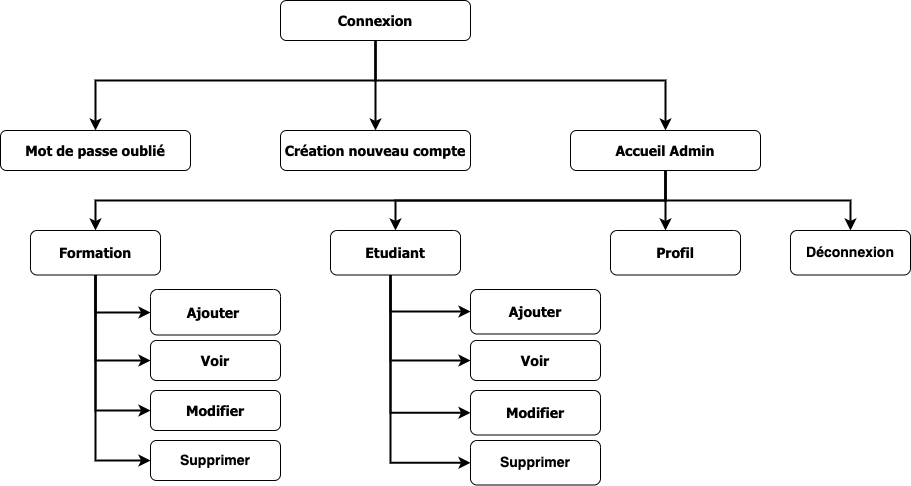 Connexion
Mot de passe oublié
Création nouveau compte
Accueil Admin
Formation
Etudiant
Profil
Déconnexion
Ajouter
Voir
Modifier
Supprimer
Ajouter
Voir
Modifier
Supprimer